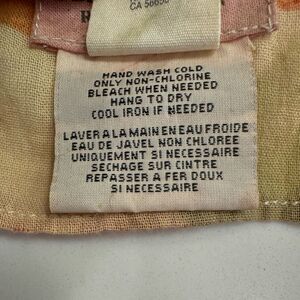 CA 56650
HAND WASH COLD
ONLY NON-CHLORINE
BLEACH WHEN NEEDED
HANG TO DRY
COOL IRON IF NEEDED
LAVER A LA MAIN EN EAU FROIDE
EAU DE JAVEL NON CHLOREE
UNIQUEMENT SI NECESSAIRE
SECHAGE SUR CINTRE
REPASSER A FER DOUX
SI NECESSAIRE